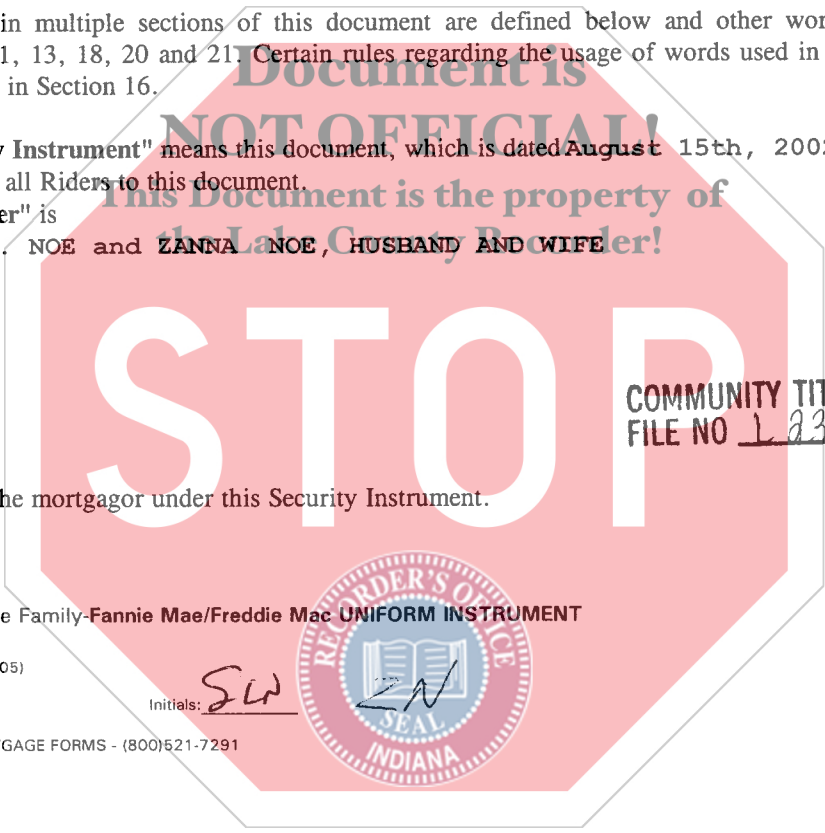 in multiple sections of this document are defined below and other wor
1, 13, 18, 20 and 21. Certain rules regarding the usage of words used in
in Section 16.
Document is
NOT OFFICIAL!
This Document is the property of
the Lake County Recorder!
Instrument" means this document, which is dated August 15th, 2002
all Riders to this document.
er" is
. NOE and ZANNA NOE, HUSBAND AND WIFE
STOP
COMMUNITY TIT
FILE NO L 23
he mortgagor under this Security Instrument.
e Family-Fannie Mae/Freddie Mac UNIFORM INSTRUMENT
05)
Initials: ZN
GAGE FORMS - (800)521-7291
RECORDER'S OFFICE
SEAL
INDIANA